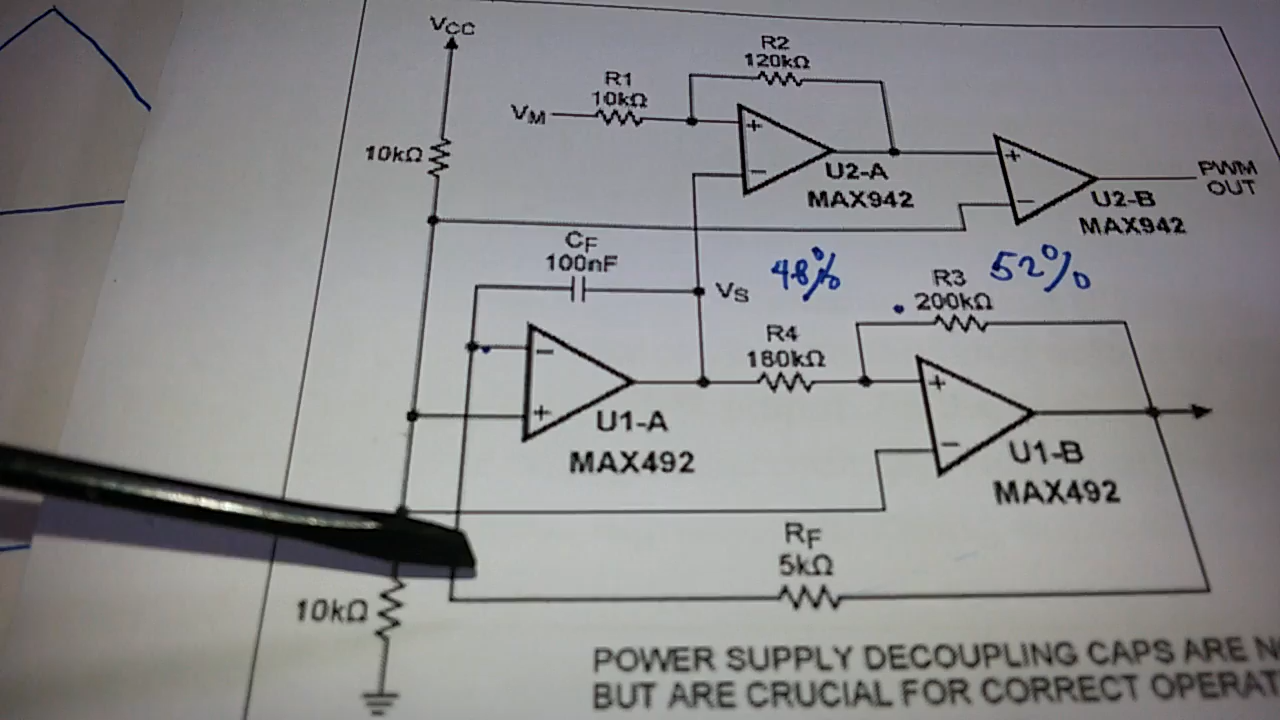 VCC
R2
120kΩ
R1
10kΩ
VM
+
−
U2-A
MAX942
10kΩ
+
−
U2-B
MAX942
PWM
OUT
CF
100nF
VS
48%
52%
R3
200kΩ
R4
180kΩ
−
+
U1-A
MAX492
+
−
U1-B
MAX492
RF
5kΩ
10kΩ
POWER SUPPLY DECOUPLING CAPS ARE
BUT ARE CRUCIAL FOR CORRECT